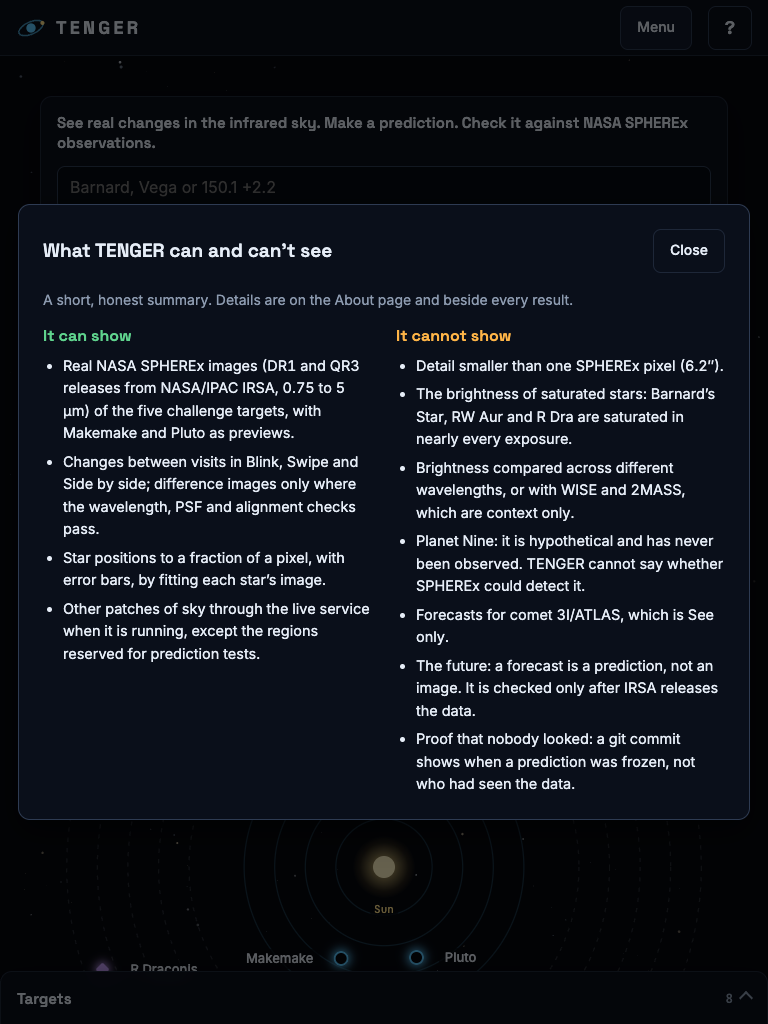 TENGER
Menu
?
See real changes in the infrared sky. Make a prediction. Check it against NASA SPHEREx
observations.
Barnard, Vega or 150.1 +2.2
What TENGER can and can't see
Close
A short, honest summary. Details are on the About page and beside every result.
It can show
• Real NASA SPHEREx images (DR1 and QR3
releases from NASA/IPAC IRSA, 0.75 to 5
µm) of the five challenge targets, with
Makemake and Pluto as previews.
• Changes between visits in Blink, Swipe and
Side by side; difference images only where
the wavelength, PSF and alignment checks
pass.
• Star positions to a fraction of a pixel, with
error bars, by fitting each star's image.
• Other patches of sky through the live service
when it is running, except the regions
reserved for prediction tests.
It cannot show
• Detail smaller than one SPHEREx pixel (6.2″).
• The brightness of saturated stars: Barnard's
Star, RW Aur and R Dra are saturated in
nearly every exposure.
• Brightness compared across different
wavelengths, or with WISE and 2MASS,
which are context only.
• Planet Nine: it is hypothetical and has never
been observed. TENGER cannot say whether
SPHEREx could detect it.
• Forecasts for comet 3I/ATLAS, which is See
only.
• The future: a forecast is a prediction, not an
image. It is checked only after IRSA releases
the data.
• Proof that nobody looked: a git commit
shows when a prediction was frozen, not
who had seen the data.
Sun
Makemake
Pluto
R Draconis
Targets
8